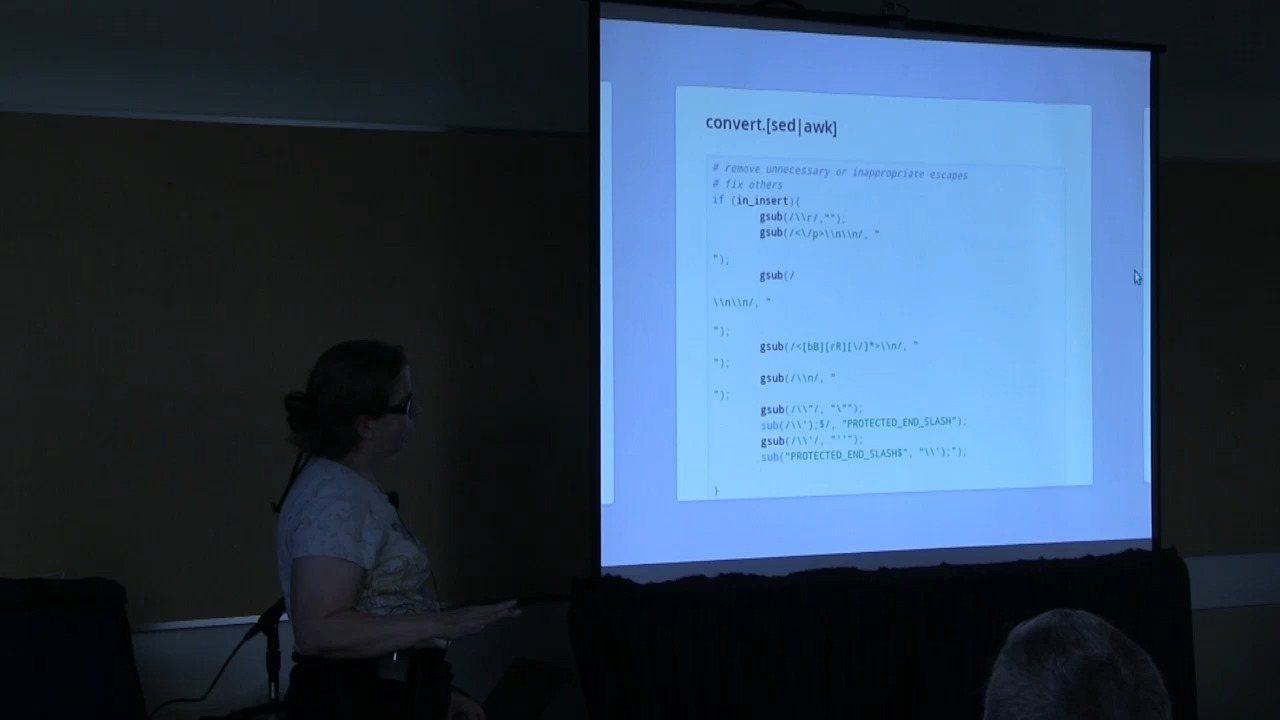 convert.[sed|awk]
# remove unnecessary or inappropriate escapes
# fix others
if (in_insert){
gsub(/\\r/,"");
gsub(/<\/p>\\n\\n/, "
");
gsub(/
\\n\\n/, "
");
gsub(/<[bB][rR][\/]*>\\n/, "
");
gsub(/\\n/, "
");
gsub(/\\"/, "\"");
sub(/\\');$/, "PROTECTED_END_SLASH");
gsub(/\\'/, "''");
sub("PROTECTED_END_SLASH$", "\\');");
}